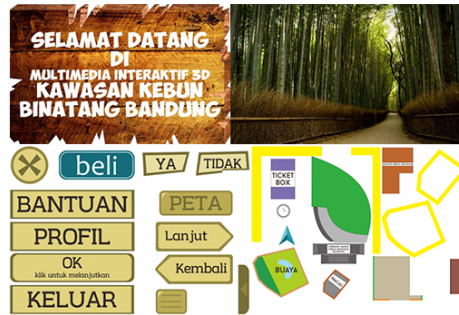 SELAMAT DATANG
DI
MULTIMEDIA INTERAKTIF 3D
KAWASAN KEBUN
BINATANG BANDUNG
beli
YA
TIDAK
BANTUAN
PETA
PROFIL
Lanjut
OK
klik untuk melanjutkan
Kembali
KELUAR
TICKET
BOX
BUAYA